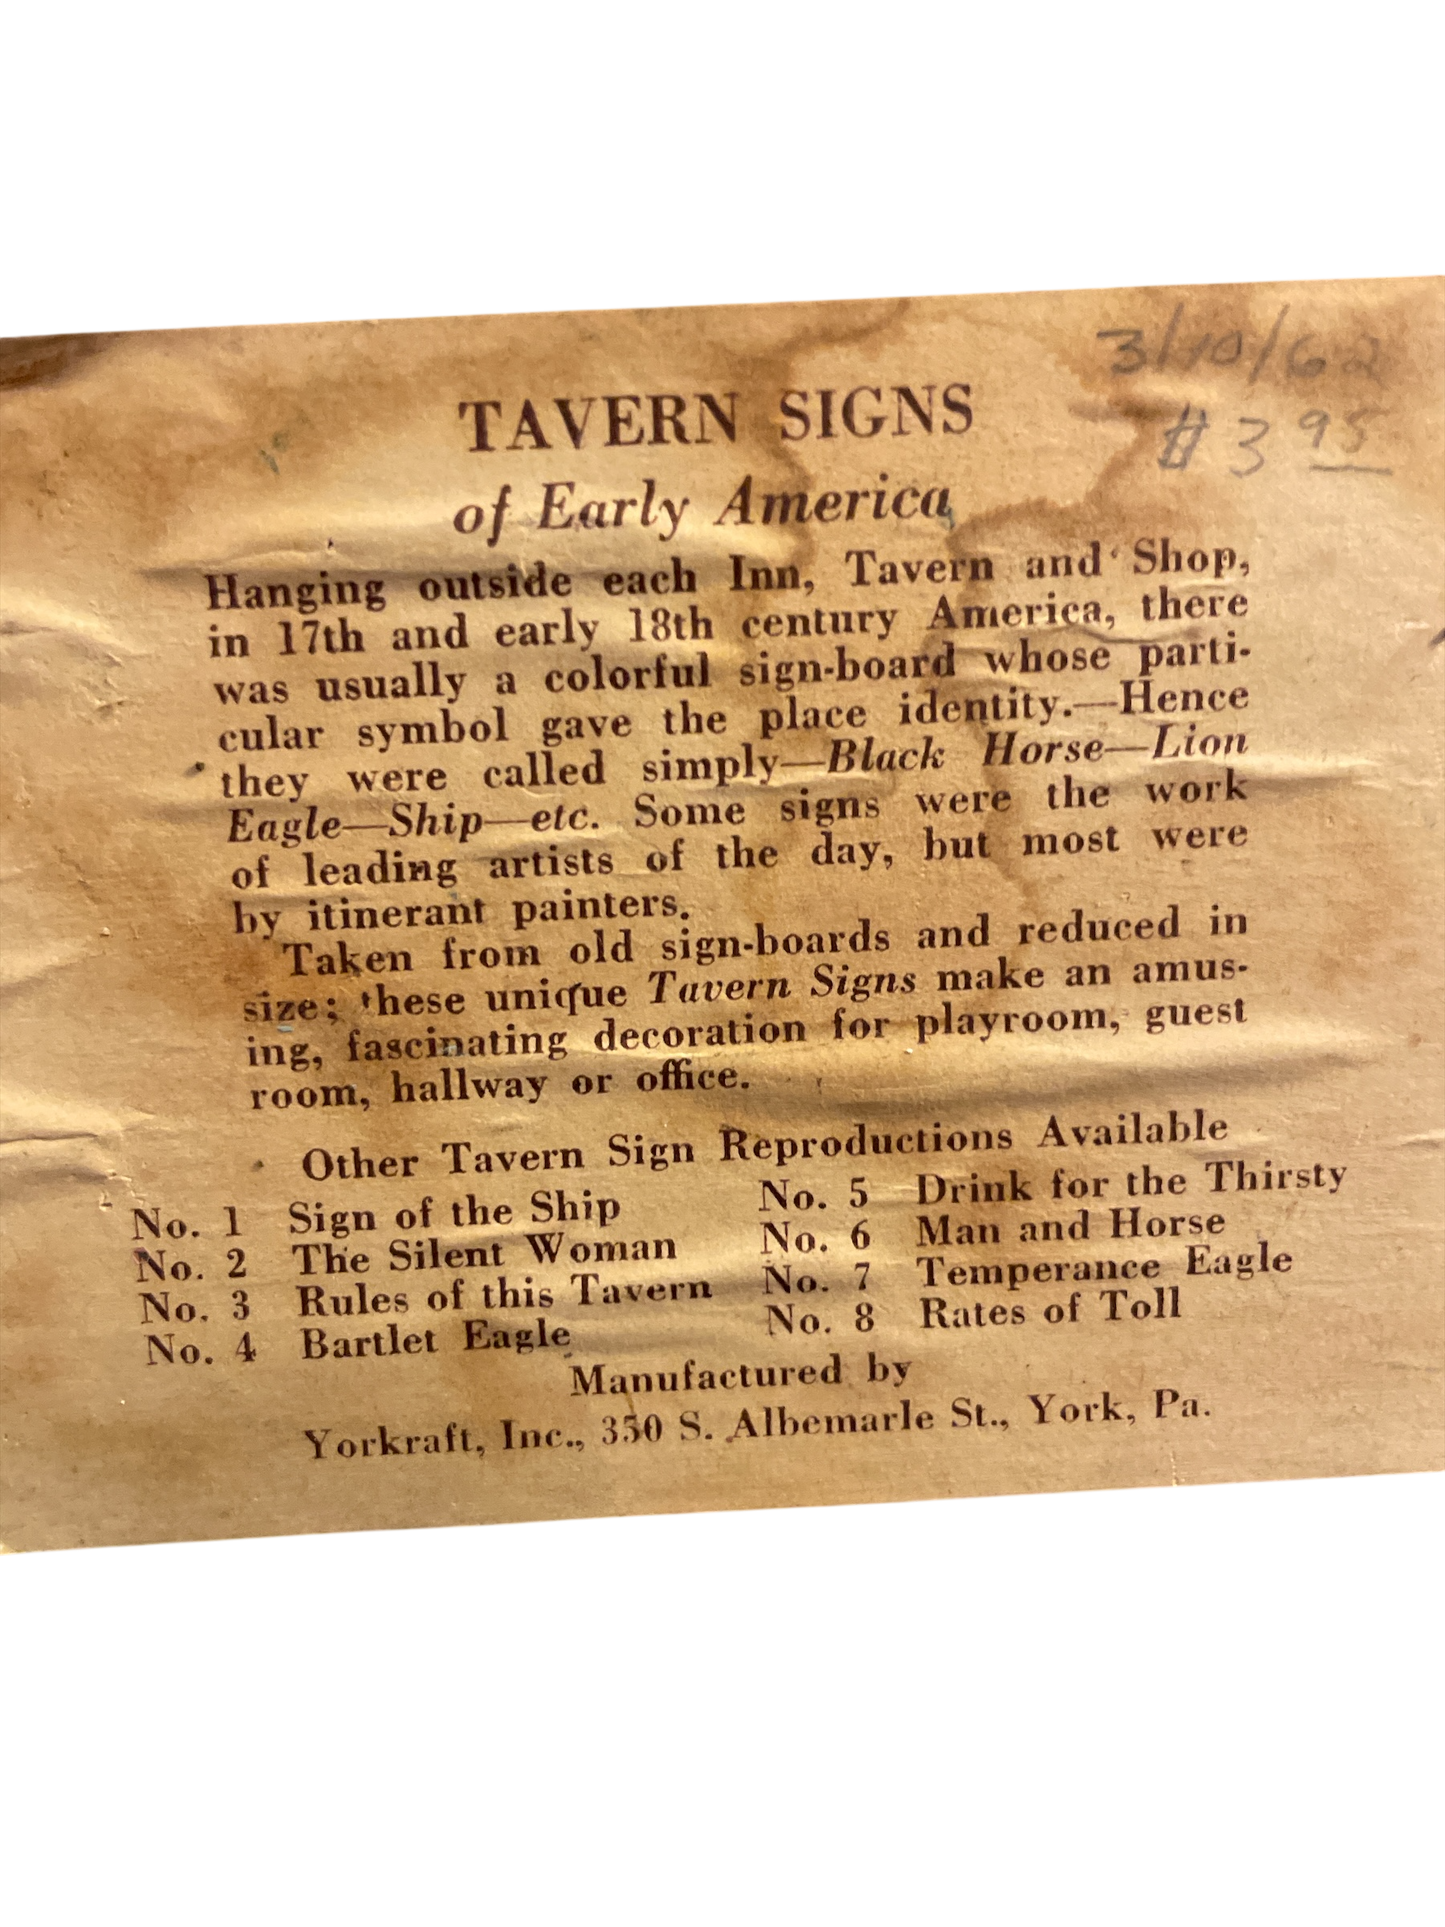 3/10/62
$3 95
TAVERN SIGNS
of Early America
Hanging outside each Inn, Tavern and Shop,
in 17th and early 18th century America, there
was usually a colorful sign-board whose parti-
cular symbol gave the place identity.—Hence
they were called simply—Black Horse—Lion
Eagle—Ship—etc. Some signs were the work
of leading artists of the day, but most were
by itinerant painters.
Taken from old sign-boards and reduced in
size; these unique Tavern Signs make an amus-
ing, fascinating decoration for playroom, guest
room, hallway or office.
Other Tavern Sign Reproductions Available
No. 1 Sign of the Ship
No. 2 The Silent Woman
No. 3 Rules of this Tavern
No. 4 Bartlet Eagle
No. 5 Drink for the Thirsty
No. 6 Man and Horse
No. 7 Temperance Eagle
No. 8 Rates of Toll
Manufactured by
Yorkraft, Inc., 350 S. Albemarle St., York, Pa.